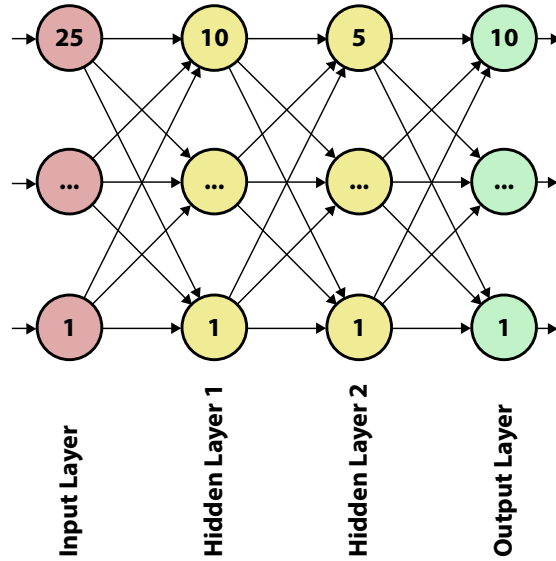 25 10 5 10
... ... ... ...
1 1 1 1
Input Layer
Hidden Layer 1
Hidden Layer 2
Output Layer